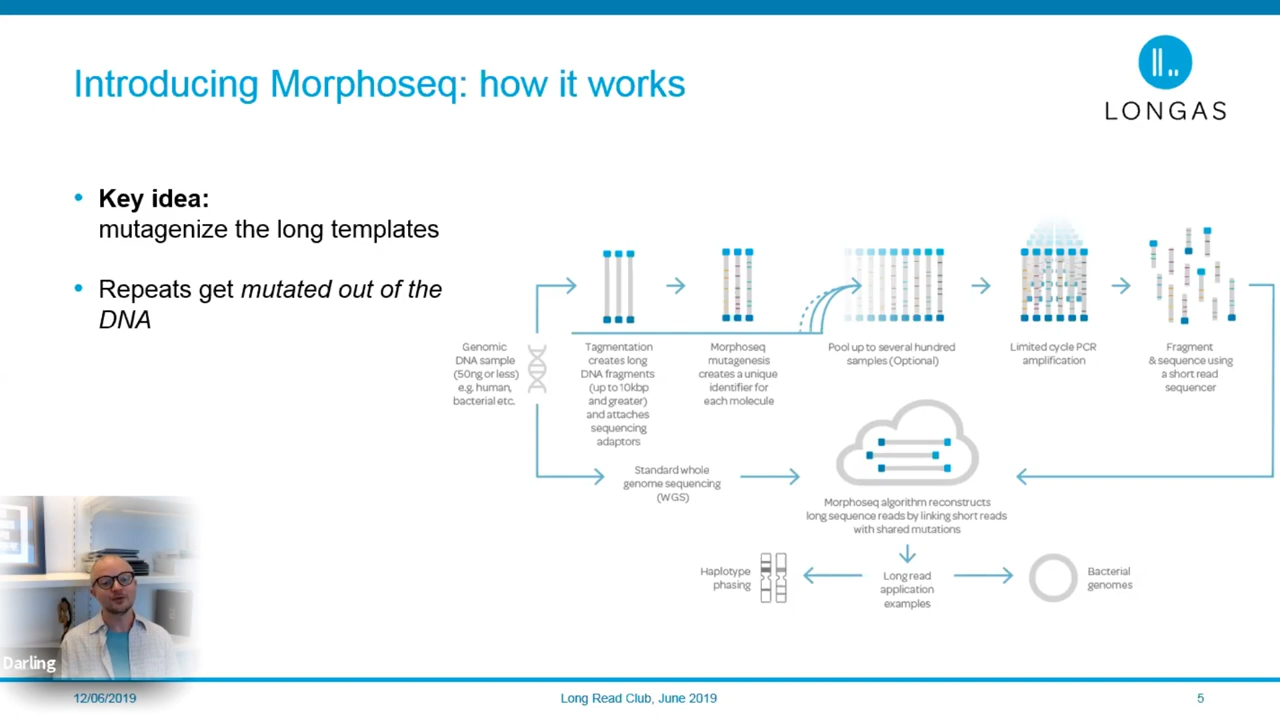 Introducing Morphoseq: how it works
LONGAS
• Key idea:
mutagenize the long templates
• Repeats get mutated out of the
DNA
Genomic
DNA sample
(50ng or less)
e.g. human,
bacterial etc.
Tagmentation
creates long
DNA fragments
(up to 10kbp
and greater)
and attaches
sequencing
adaptors
Morphoseq
mutagenesis
creates a unique
identifier for
each molecule
Pool up to several hundred
samples (Optional)
Limited cycle PCR
amplification
Fragment
& sequence using
a short read
sequencer
Standard whole
genome sequencing
(WGS)
Morphoseq algorithm reconstructs
long sequence reads by linking short reads
with shared mutations
Haplotype
phasing
Long read
application
examples
Bacterial
genomes
Darling
12/06/2019
Long Read Club, June 2019
5